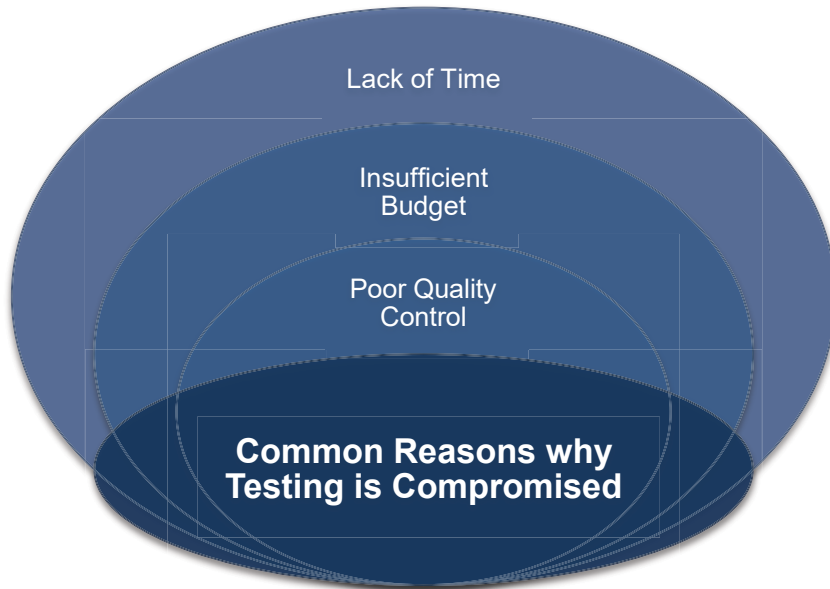 Lack of Time
Insufficient
Budget
Poor Quality
Control
Common Reasons why
Testing is Compromised